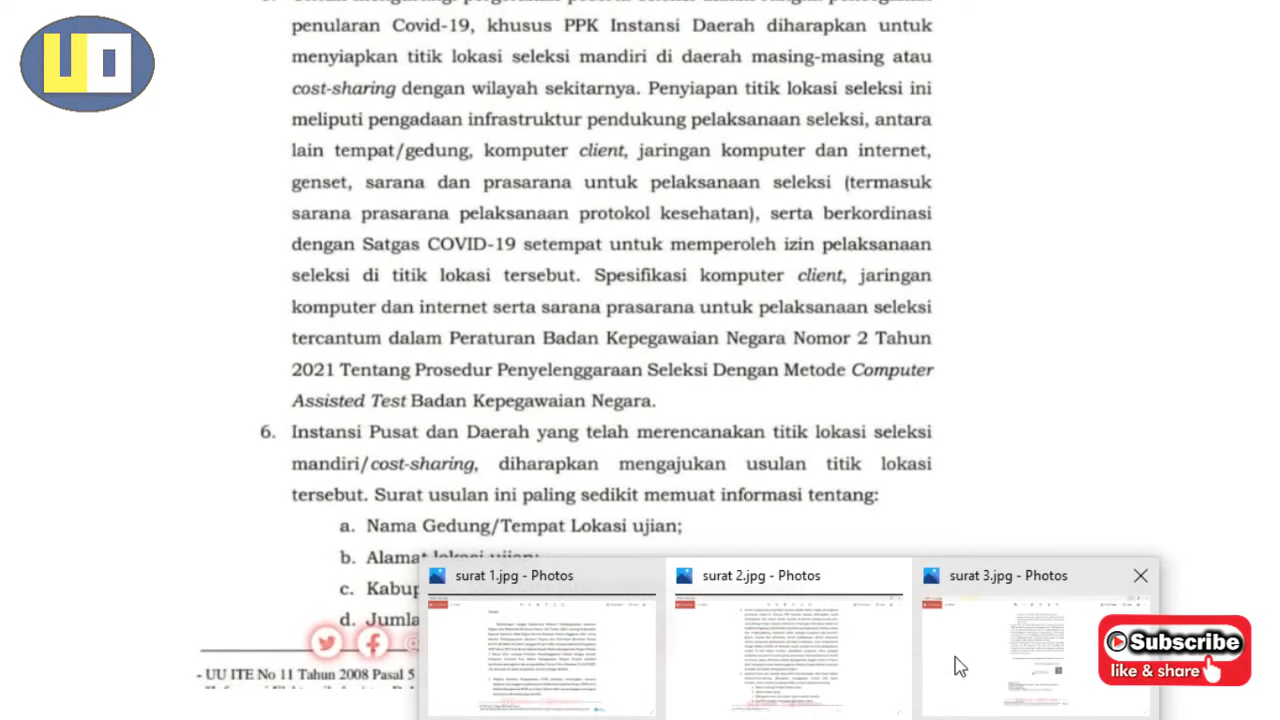 penularan Covid-19, khusus PPK Instansi Daerah diharapkan untuk
menyiapkan titik lokasi seleksi mandiri di daerah masing-masing atau
cost-sharing dengan wilayah sekitarnya. Penyiapan titik lokasi seleksi ini
meliputi pengadaan infrastruktur pendukung pelaksanaan seleksi, antara
lain tempat/gedung, komputer client, jaringan komputer dan internet,
genset, sarana dan prasarana untuk pelaksanaan seleksi (termasuk
sarana prasarana pelaksanaan protokol kesehatan), serta berkordinasi
dengan Satgas COVID-19 setempat untuk memperoleh izin pelaksanaan
seleksi di titik lokasi tersebut. Spesifikasi komputer client, jaringan
komputer dan internet serta sarana prasarana untuk pelaksanaan seleksi
tercantum dalam Peraturan Badan Kepegawaian Negara Nomor 2 Tahun
2021 Tentang Prosedur Penyelenggaraan Seleksi Dengan Metode Computer
Assisted Test Badan Kepegawaian Negara.
6. Instansi Pusat dan Daerah yang telah merencanakan titik lokasi seleksi
mandiri/cost-sharing, diharapkan mengajukan usulan titik lokasi
tersebut. Surat usulan ini paling sedikit memuat informasi tentang:
a. Nama Gedung/Tempat Lokasi ujian;
b. Alamat lokasi ujian;
c. Kabup
d. Jumla
- UU ITE No 11 Tahun 2008 Pasal 5
UO
surat 1.jpg - Photos
surat 2.jpg - Photos
surat 3.jpg - Photos
Subscribe
like & share